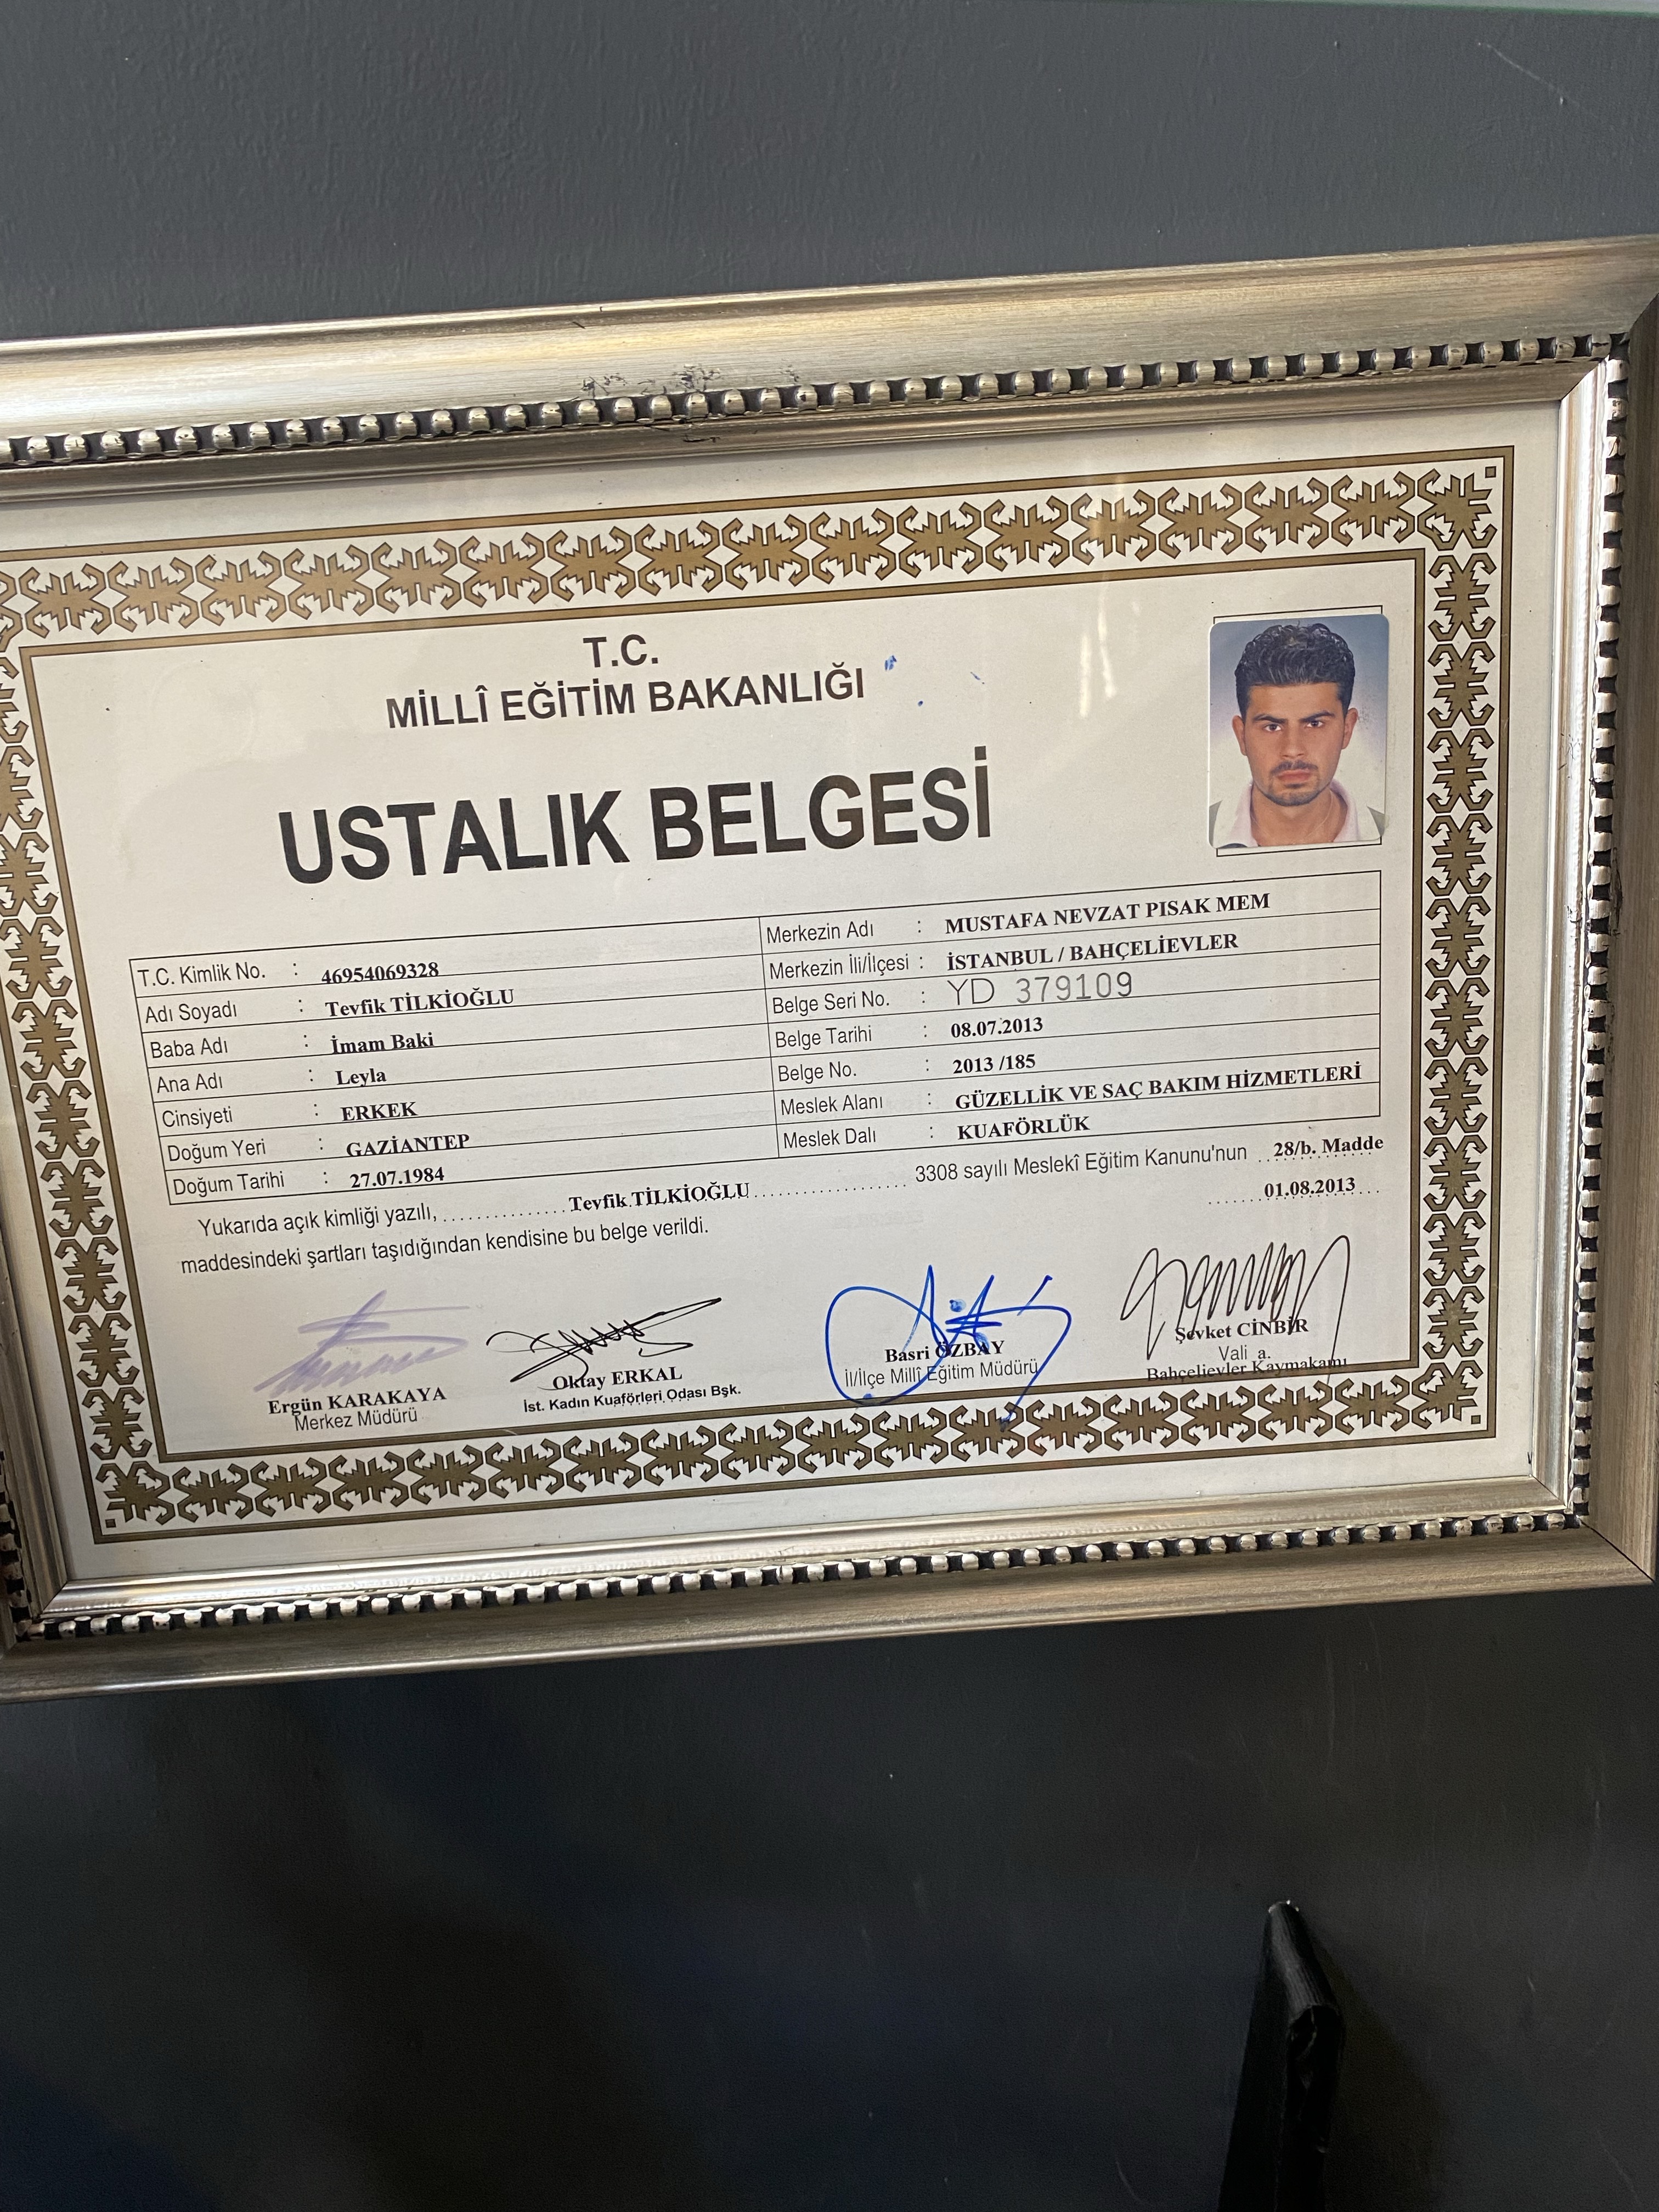 T.C.
MİLLÎ EĞİTİM BAKANLIĞI
USTALIK BELGESİ
T.C. Kimlik No. : 46954069328
Adı Soyadı : Tevfik TİLKİOĞLU
Baba Adı : İmam Baki
Ana Adı : Leyla
Cinsiyeti : ERKEK
Doğum Yeri : GAZİANTEP
Doğum Tarihi : 27.07.1984
Merkezin Adı : MUSTAFA NEVZAT PISAK MEM
Merkezin İli/İlçesi : İSTANBUL / BAHÇELİEVLER
Belge Seri No. : YD 379109
Belge Tarihi : 08.07.2013
Belge No. : 2013 /185
Meslek Alanı : GÜZELLİK VE SAÇ BAKIM HİZMETLERİ
Meslek Dalı : KUAFÖRLÜK
Yukarıda açık kimliği yazılı, Tevfik TİLKİOĞLU 3308 sayılı Meslekî Eğitim Kanunu'nun 28/b. Madde
maddesindeki şartları taşıdığından kendisine bu belge verildi.
01.08.2013
Ergün KARAKAYA
Merkez Müdürü
Oktay ERKAL
İst. Kadın Kuaförleri Odası Bşk.
Basri ÖZBAY
İl/İlçe Millî Eğitim Müdürü
Şevket CİNBİR
Vali a.
Bahçelievler Kaymakamı